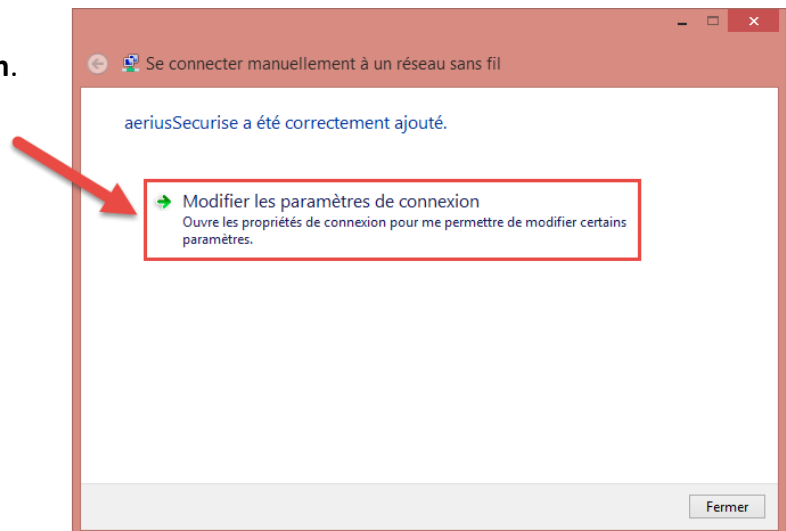 n.
Se connecter manuellement à un réseau sans fil
aeriusSecurise a été correctement ajouté.
Modifier les paramètres de connexion
Ouvre les propriétés de connexion pour me permettre de modifier certains
paramètres.
Fermer